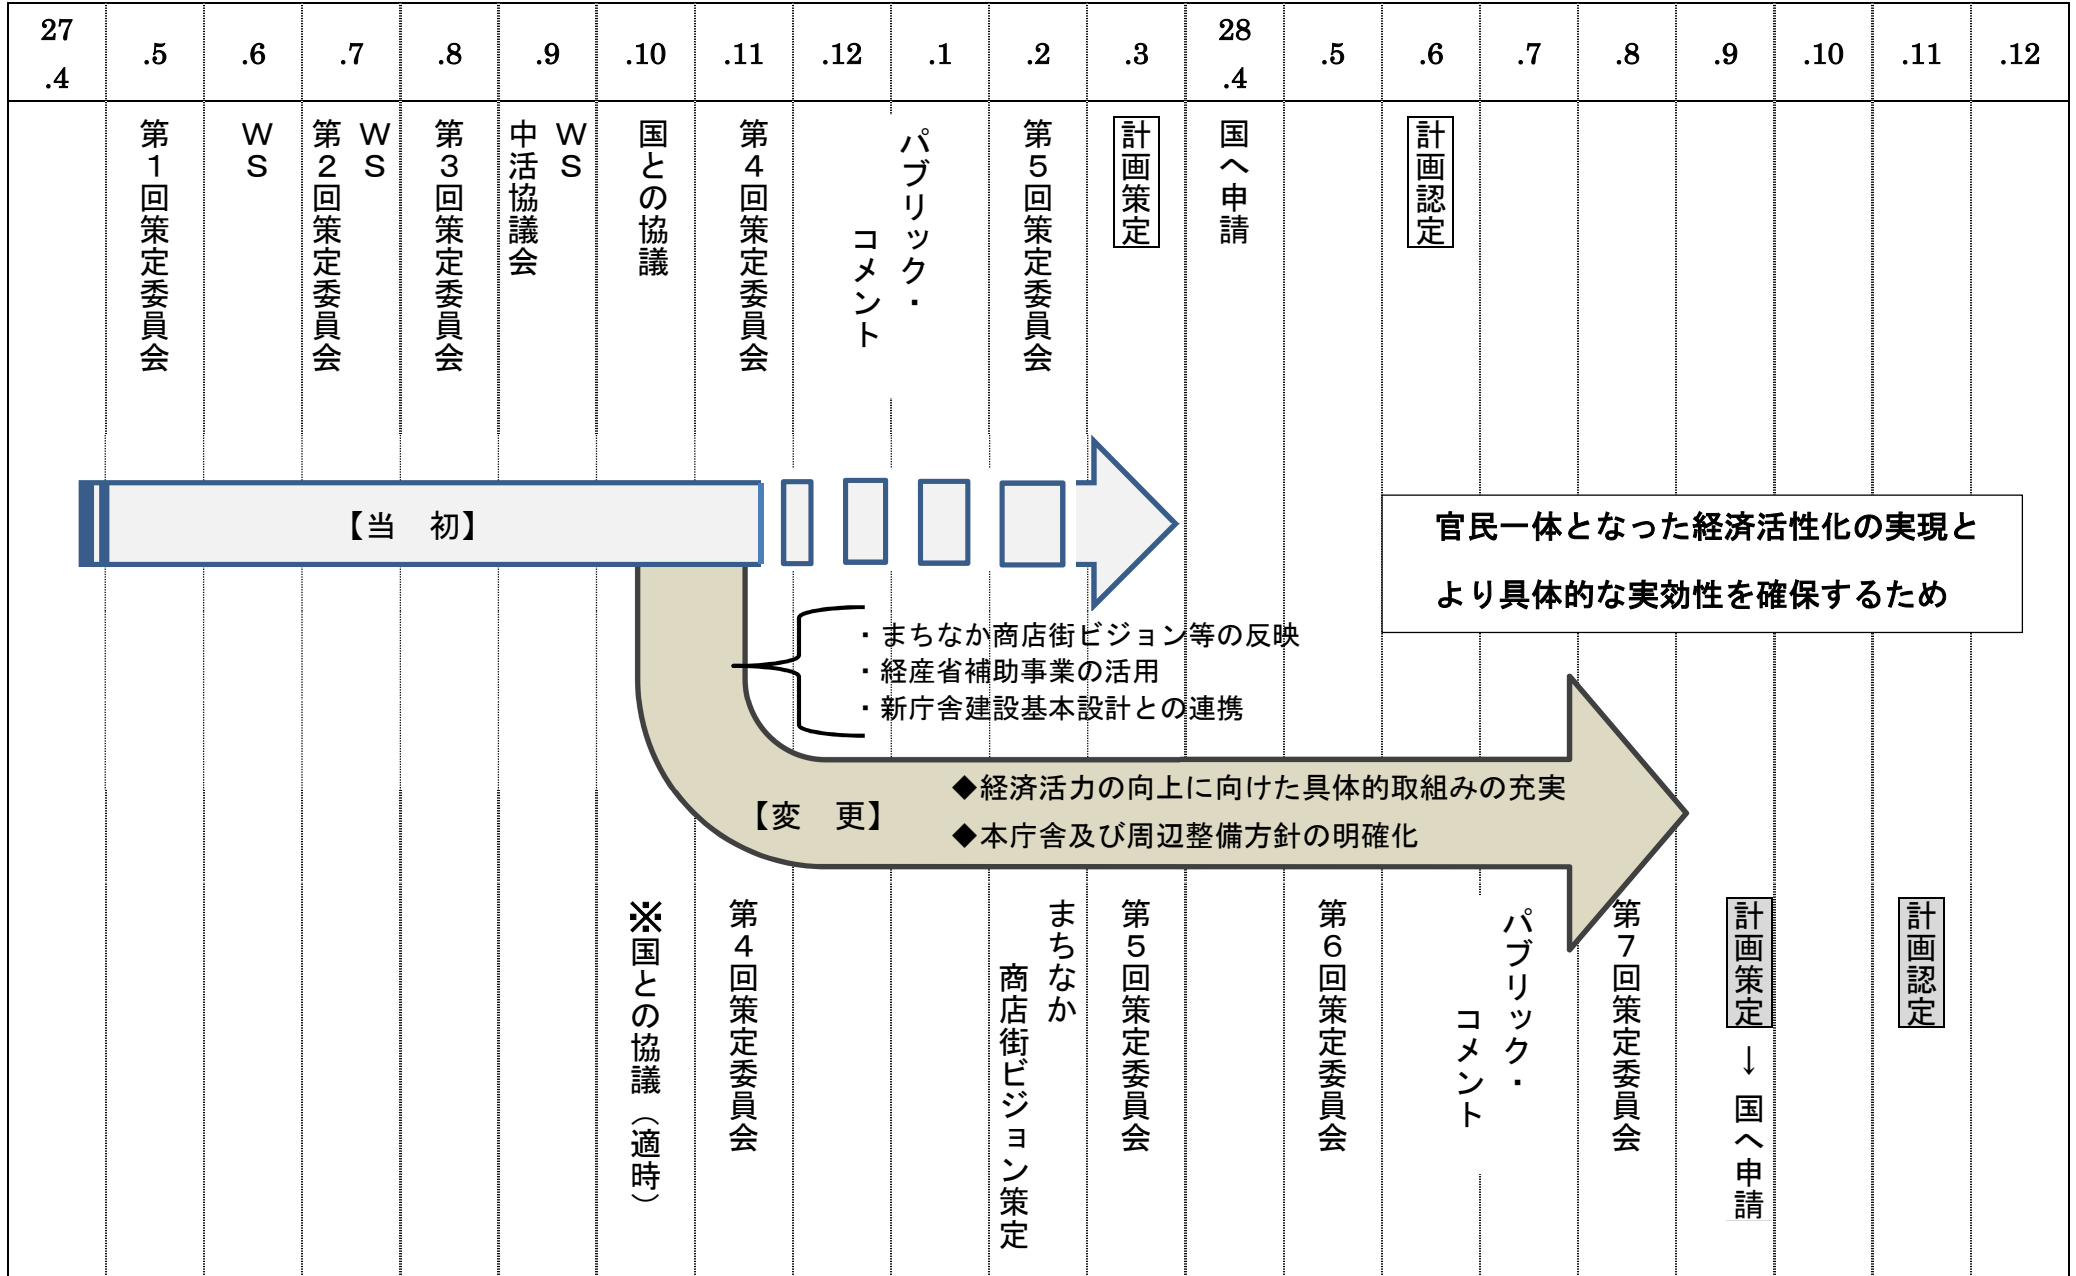 27
.4
.5
.6
.7
.8
.9
.10
.11
.12
.1
.2
.3
28
.4
.5
.6
.7
.8
.9
.10
.11
.12
第１回策定委員会
ＷＳ
ＷＳ
第２回策定委員会
第３回策定委員会
ＷＳ
中活協議会
国との協議
第４回策定委員会
パブリック・
コメント
第５回策定委員会
計画策定
国へ申請
計画認定
【当　初】
官民一体となった経済活性化の実現と
より具体的な実効性を確保するため
・まちなか商店街ビジョン等の反映
・経産省補助事業の活用
・新庁舎建設基本設計との連携
【変　更】
◆経済活力の向上に向けた具体的取組みの充実
◆本庁舎及び周辺整備方針の明確化
※国との協議（適時）
第４回策定委員会
まちなか
商店街ビジョン策定
第５回策定委員会
第６回策定委員会
パブリック・
コメント
第７回策定委員会
計画策定→国へ申請
計画認定